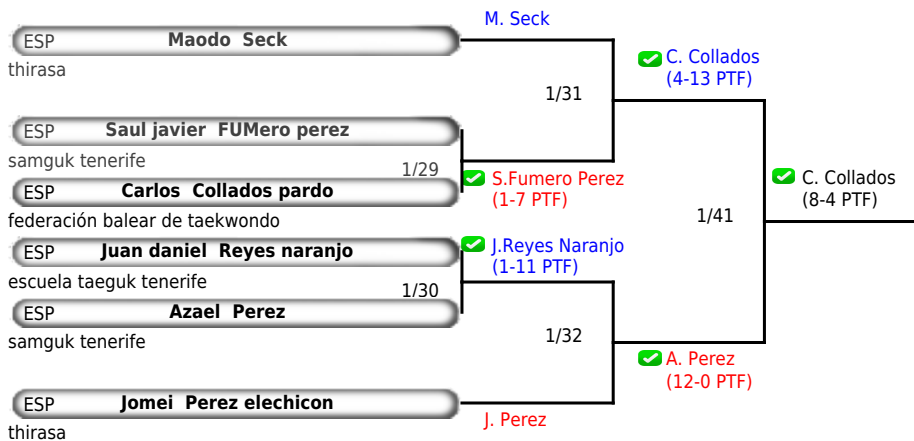 M. Seck
ESP Maodo Seck
thirasa
C. Collados
(4-13 PTF)
1/31
ESP Saul javier FUMero perez
samguk tenerife
1/29
ESP Carlos Collados pardo
federación balear de taekwondo
S.Fumero Perez
(1-7 PTF)
C. Collados
(8-4 PTF)
1/41
ESP Juan daniel Reyes naranjo
escuela taeguk tenerife
J.Reyes Naranjo
(1-11 PTF)
1/30
ESP Azael Perez
samguk tenerife
1/32
A. Perez
(12-0 PTF)
ESP Jomei Perez elechicon
thirasa
J. Perez